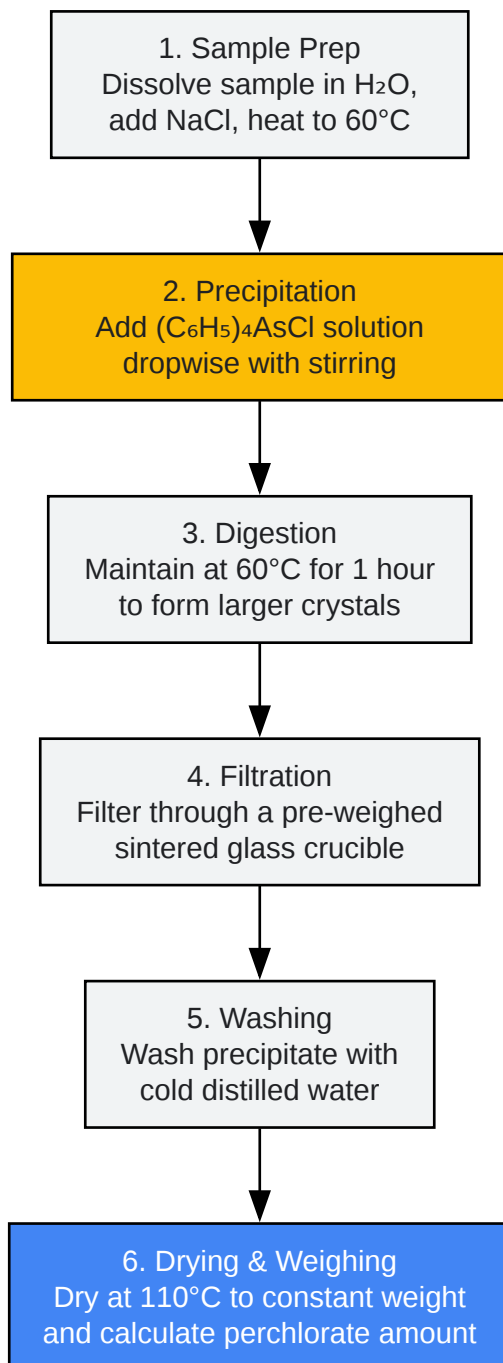 1. Sample Prep
Dissolve sample in H₂O,
add NaCl, heat to 60°C
2. Precipitation
Add (C₆H₅)₄AsCl solution
dropwise with stirring
3. Digestion
Maintain at 60°C for 1 hour
to form larger crystals
4. Filtration
Filter through a pre-weighed
sintered glass crucible
5. Washing
Wash precipitate with
cold distilled water
6. Drying & Weighing
Dry at 110°C to constant weight
and calculate perchlorate amount